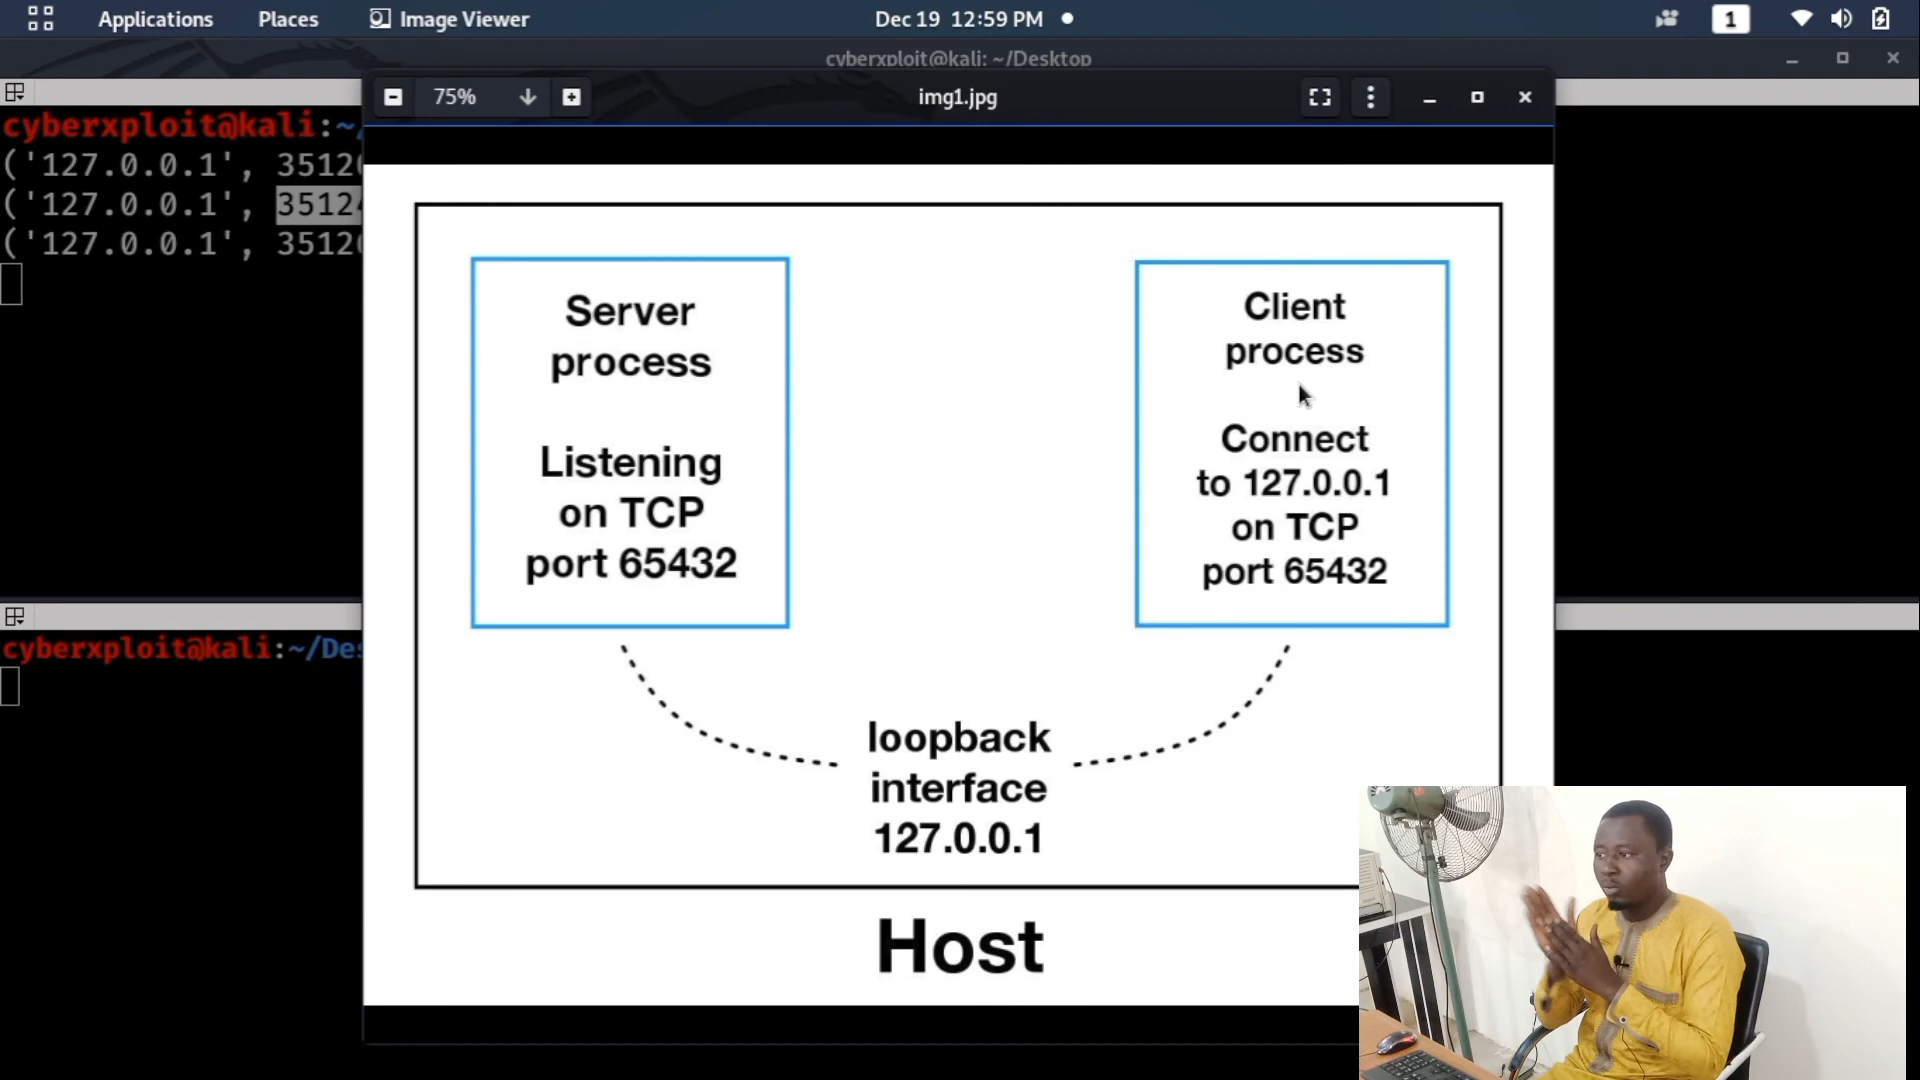 Applications Places Image Viewer Dec 19 12:59 PM 1
cyberxploit@kali: ~/Desktop
75% img1.jpg
cyberxploit@kali:~/
('127.0.0.1', 3512
('127.0.0.1', 3512
('127.0.0.1', 3512
Server
process
Listening
on TCP
port 65432
Client
process
Connect
to 127.0.0.1
on TCP
port 65432
cyberxploit@kali:~/Des
loopback
interface
127.0.0.1
Host